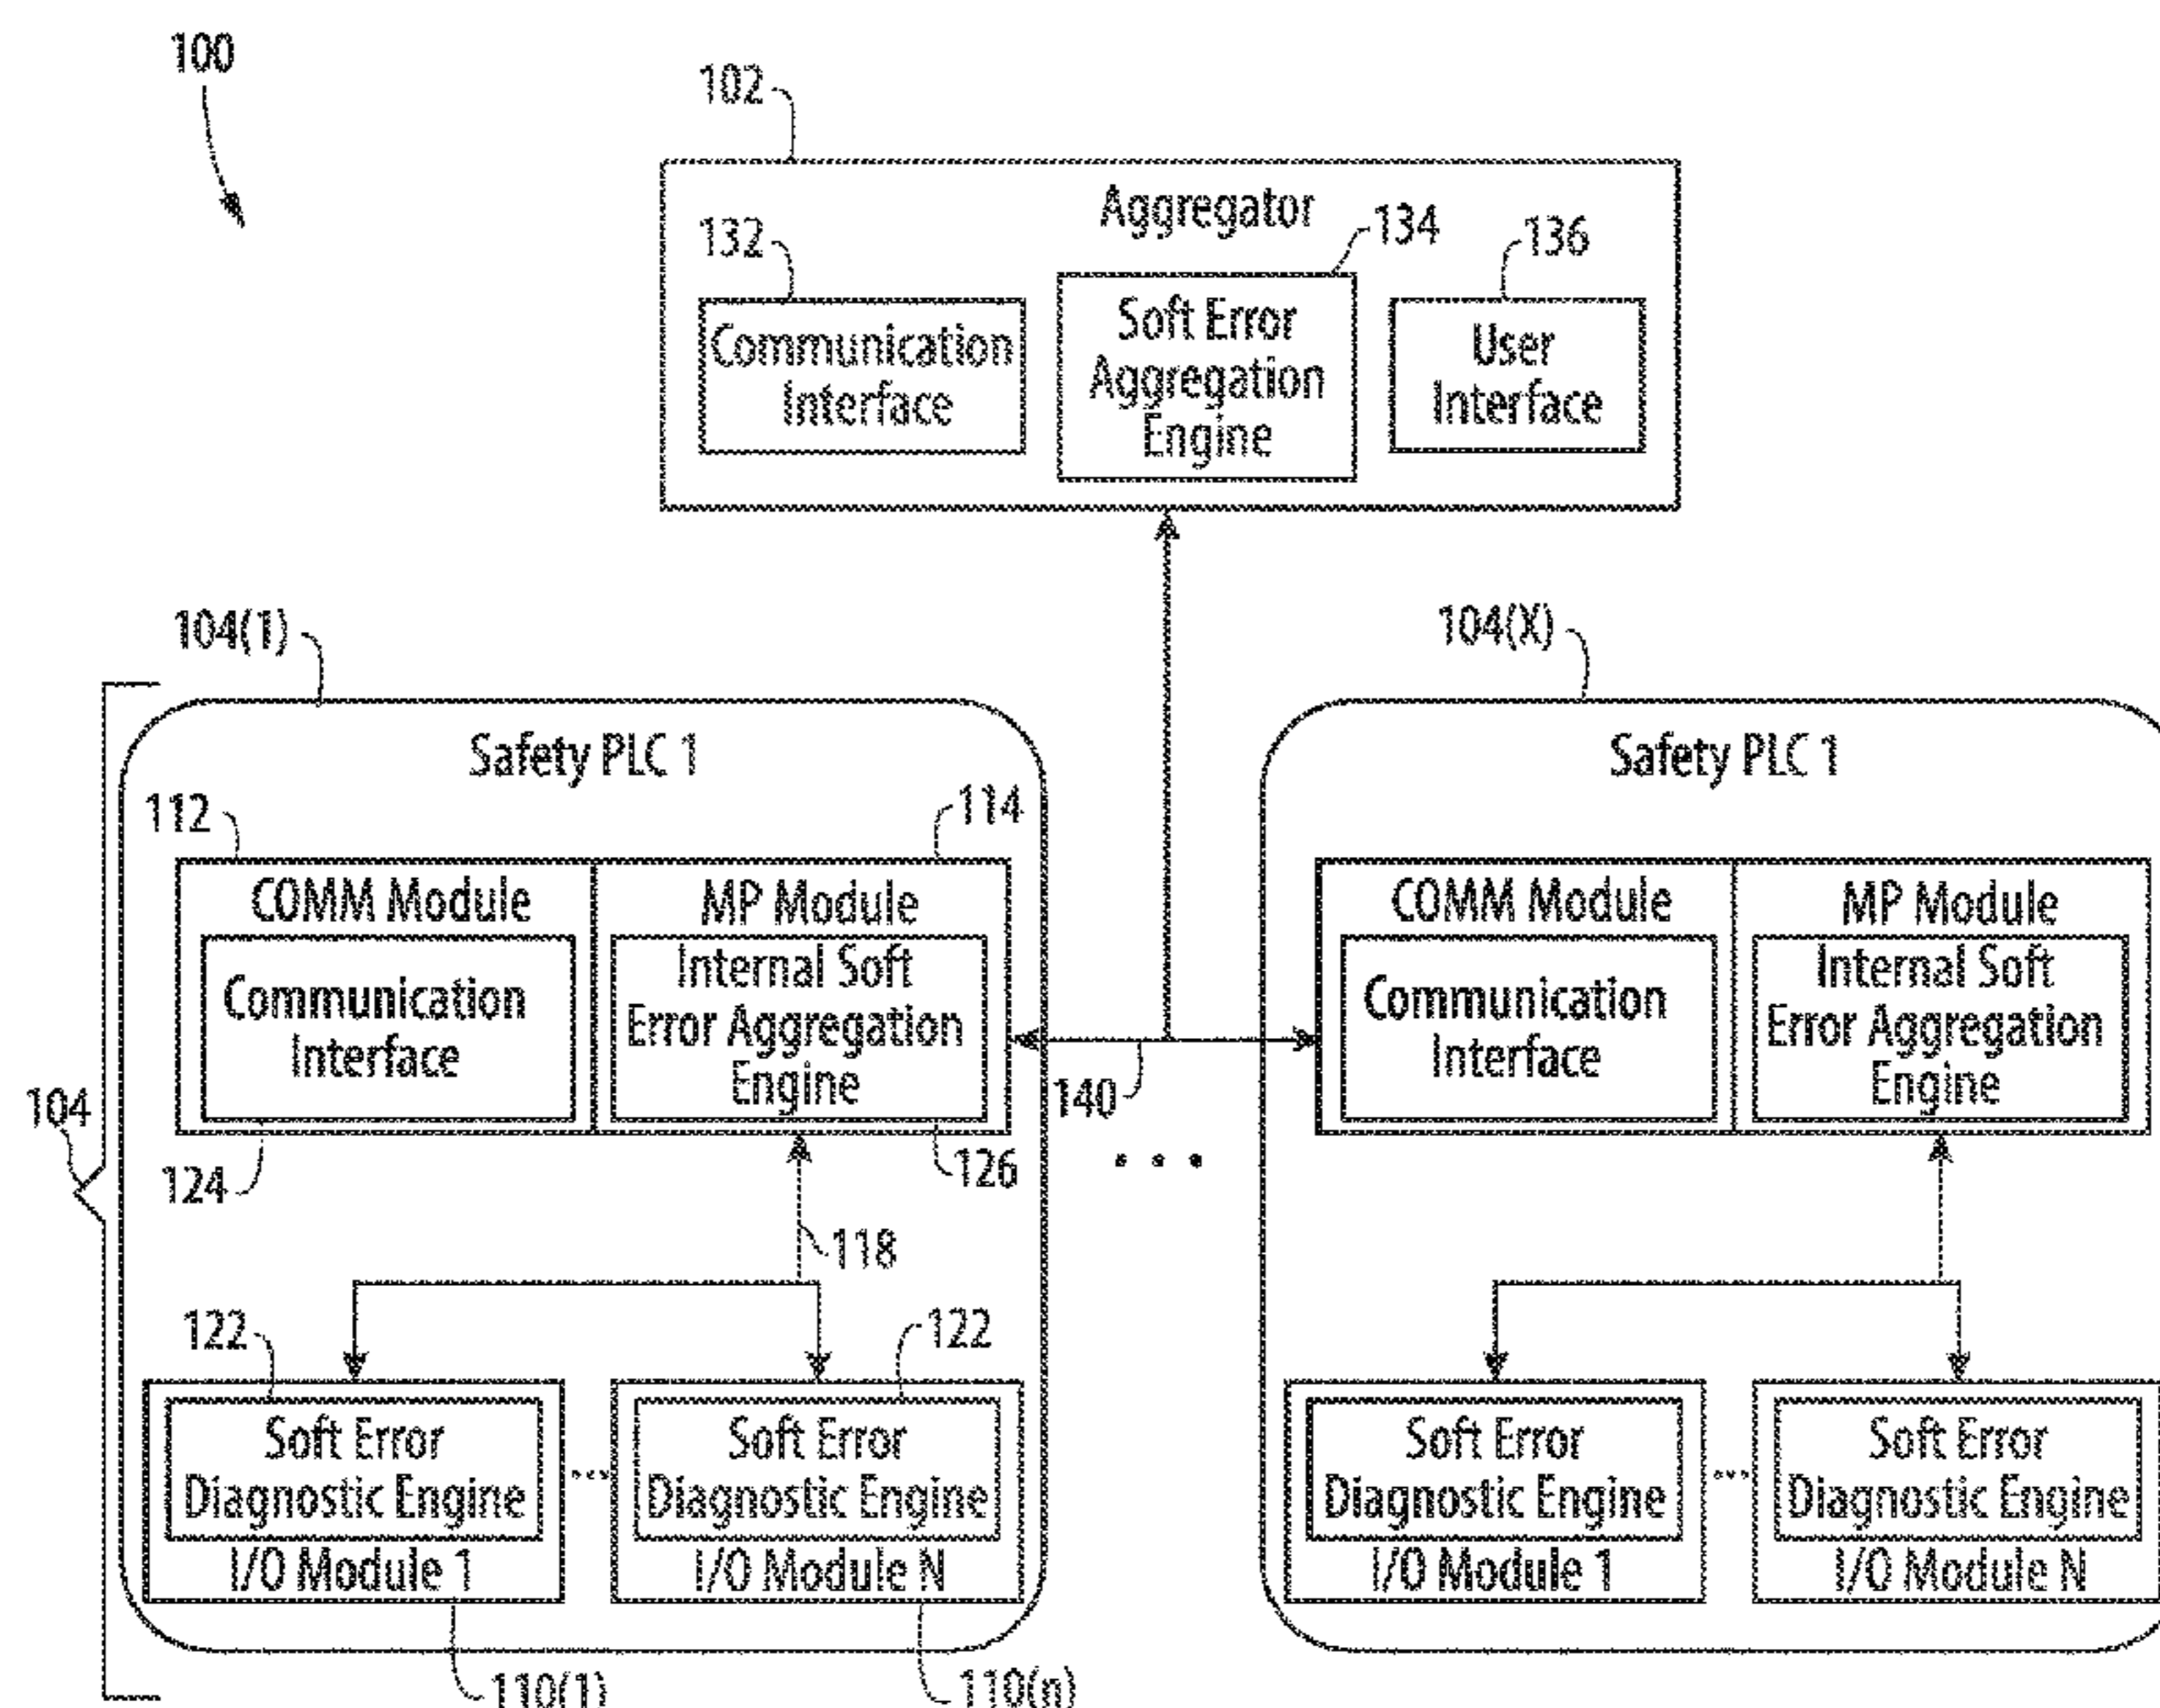 100
102
Aggregator
132
134
136
Communication
Interface
Soft Error
Aggregation
Engine
User
Interface
104(1)
104(X)
Safety PLC 1
Safety PLC 1
112
114
COMM Module
MP Module
COMM Module
MP Module
Communication
Interface
Internal Soft
Error Aggregation
Engine
Communication
Interface
Internal Soft
Error Aggregation
Engine
104
140
124
126
118
122
122
Soft Error
Diagnostic Engine
I/O Module 1
...
Soft Error
Diagnostic Engine
I/O Module N
...
Soft Error
Diagnostic Engine
I/O Module 1
...
Soft Error
Diagnostic Engine
I/O Module N
110(1)
110(n)